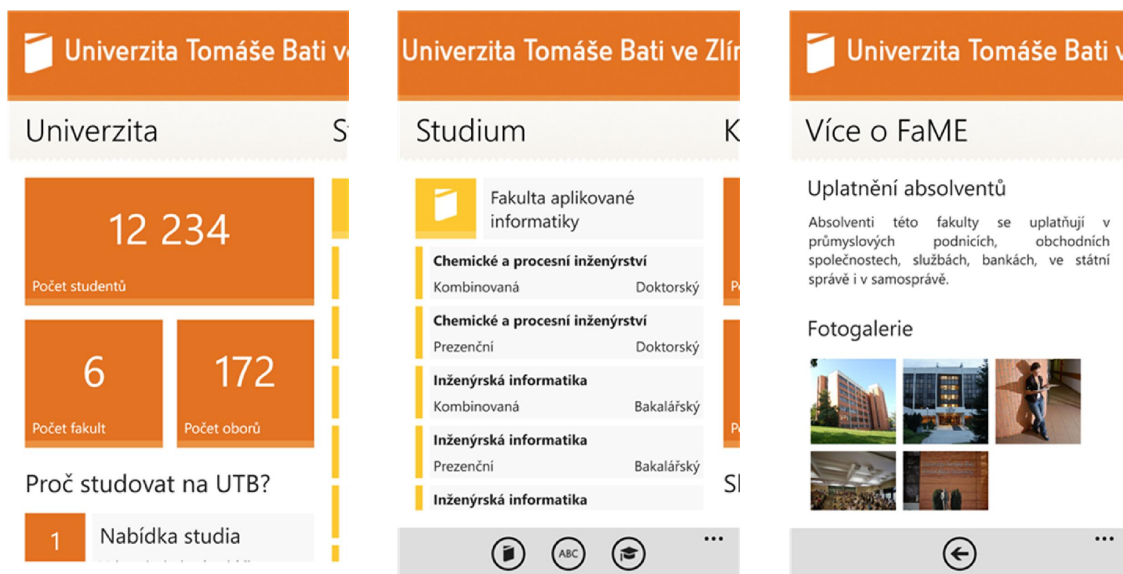 Univerzita Tomáše Bati ve
Univerzita
12 234
Počet studentů
6
Počet fakult
172
Počet oborů
Proč studovat na UTB?
1
Nabídka studia
Univerzita Tomáše Bati ve Zlín
Studium
K
Fakulta aplikované
informatiky
Chemické a procesní inženýrství
Kombinovaná Doktorský
Chemické a procesní inženýrství
Prezenční Doktorský
Inženýrská informatika
Kombinovaná Bakalářský
Inženýrská informatika
Prezenční Bakalářský
Inženýrská informatika
ABC
Univerzita Tomáše Bati v
Více o FaME
Uplatnění absolventů
Absolventi této fakulty se uplatňují v
průmyslových podnicích, obchodních
společnostech, službách, bankách, ve státní
správě i v samosprávě.
Fotogalerie